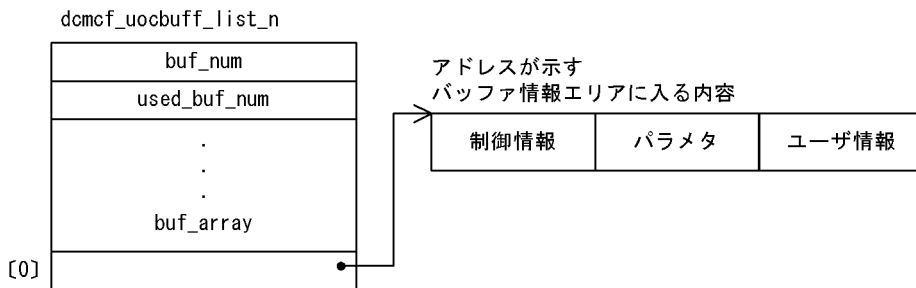 dcmcf_uocbuff_list_n
buf_num
used_buf_num
.
.
.
buf_array
〔0〕
アドレスが示す
バッファ情報エリアに入る内容
制御情報 パラメタ ユーザ情報